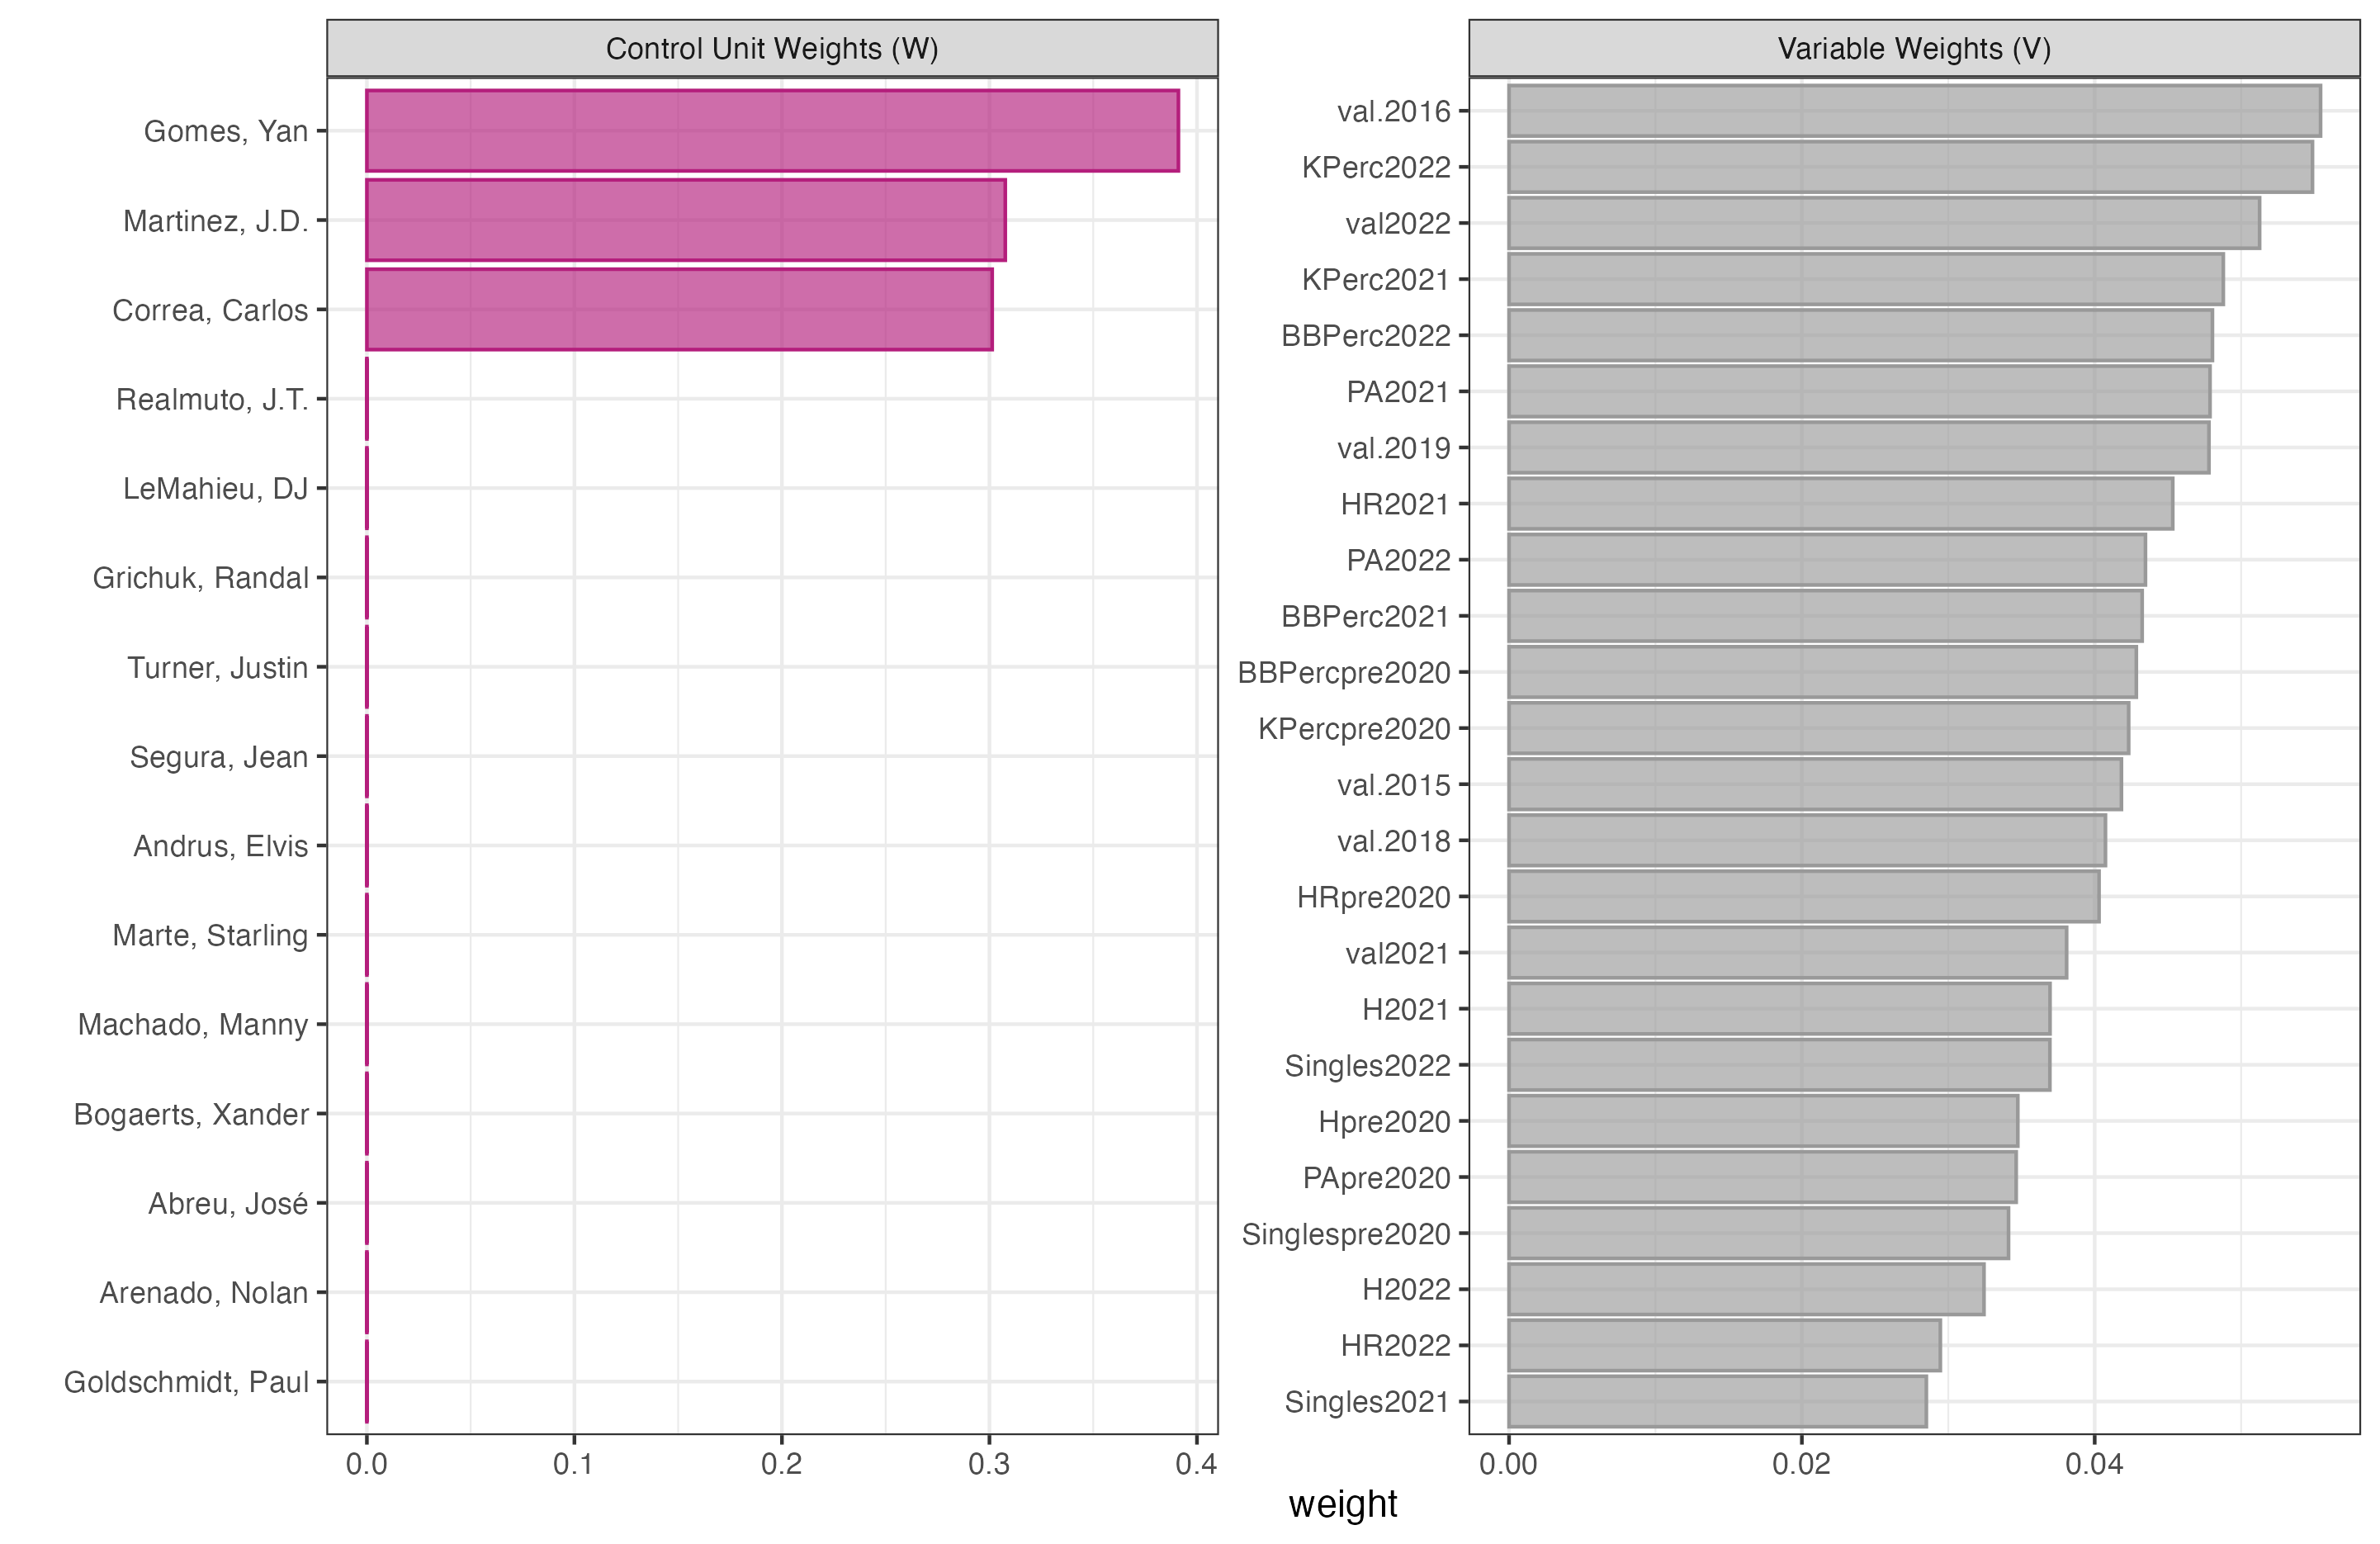 Control Unit Weights (W)
Gomes, Yan
Martinez, J.D.
Correa, Carlos
Realmuto, J.T.
LeMahieu, DJ
Grichuk, Randal
Turner, Justin
Segura, Jean
Andrus, Elvis
Marte, Starling
Machado, Manny
Bogaerts, Xander
Abreu, José
Arenado, Nolan
Goldschmidt, Paul
0.0 0.1 0.2 0.3 0.4
Variable Weights (V)
val.2016
KPerc2022
val2022
KPerc2021
BBPerc2022
PA2021
val.2019
HR2021
PA2022
BBPerc2021
BBPercpre2020
KPercpre2020
val.2015
val.2018
HRpre2020
val2021
H2021
Singles2022
Hpre2020
PApre2020
Singlespre2020
H2022
HR2022
Singles2021
0.00 0.02 0.04
weight